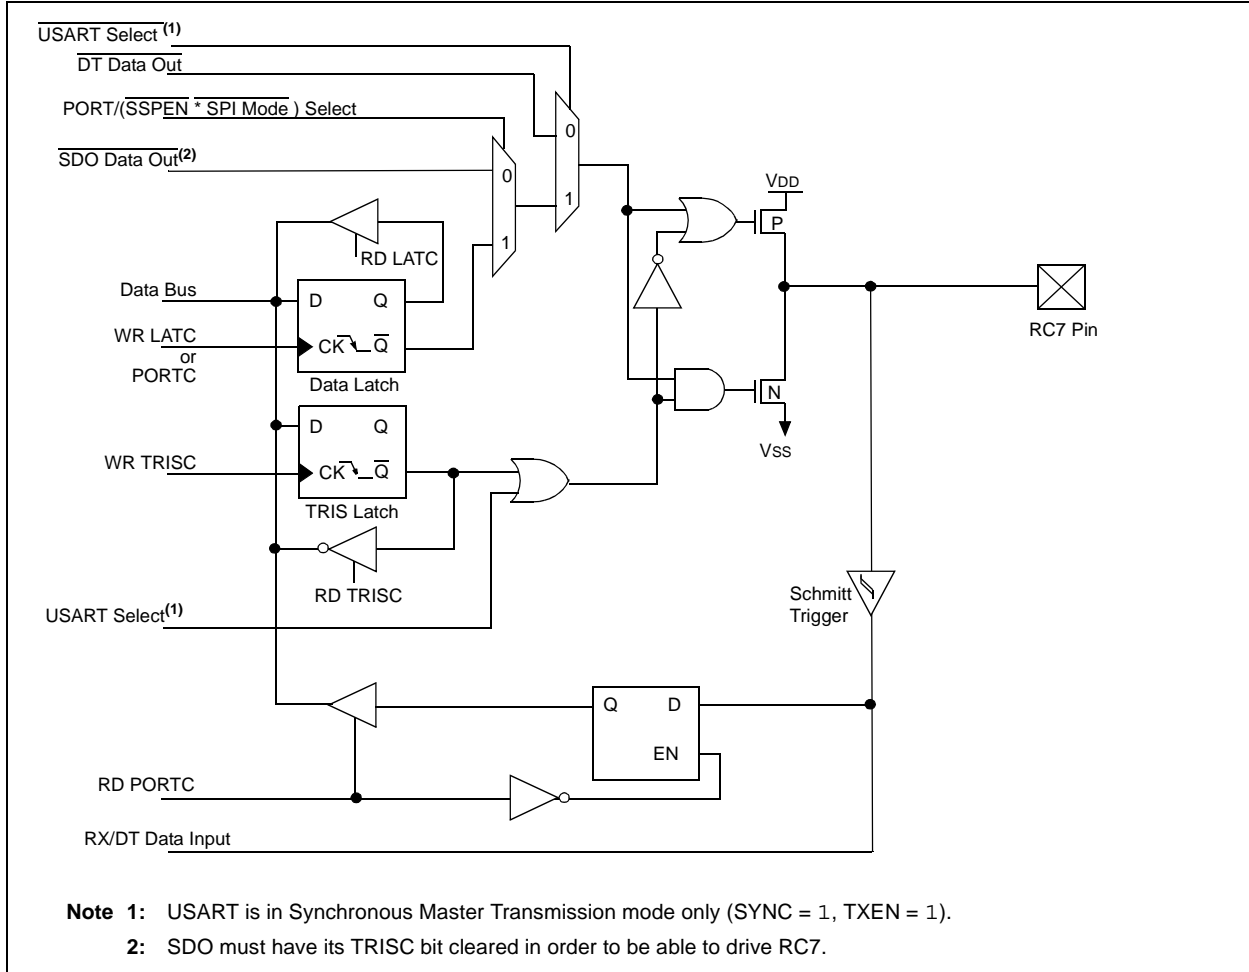 USART Select(1)
DT Data Out
PORT/(SSPEN * SPI Mode ) Select
SDO Data Out(2)
0
1
0
1
VDD
P
RD LATC
Data Bus
D Q
WR LATC
or
PORTC
CK Q
Data Latch
RC7 Pin
N
VSS
D Q
WR TRISC
CK Q
TRIS Latch
RD TRISC
USART Select(1)
Schmitt
Trigger
Q D
EN
RD PORTC
RX/DT Data Input
Note 1: USART is in Synchronous Master Transmission mode only (SYNC = 1, TXEN = 1).
2: SDO must have its TRISC bit cleared in order to be able to drive RC7.